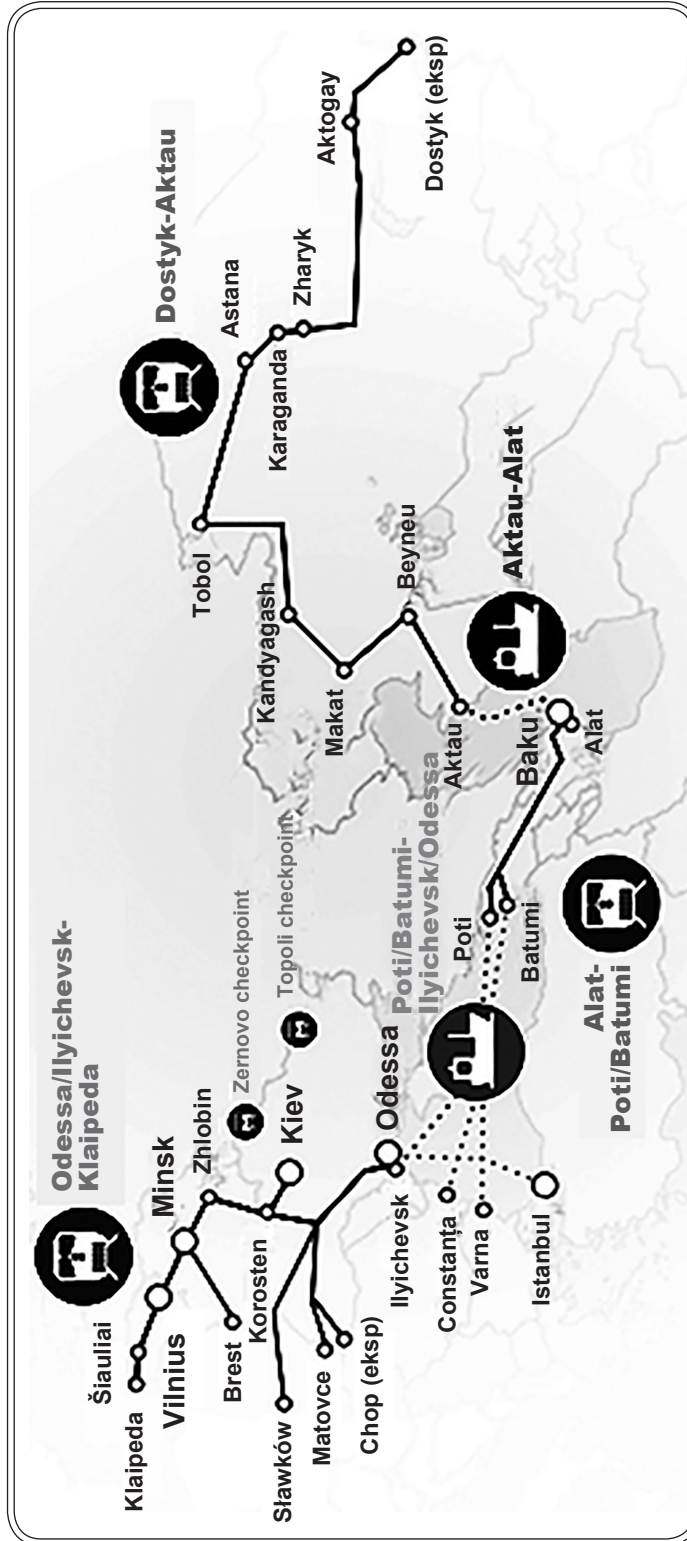 Odessa/Ilyichevsk-
Klaipeda
Šiauliai
Klaipeda
Vilnius
Minsk
Zhlobin
Brest
Korosten
Kiev
Zernovo checkpoint
Topoli checkpoint
Sławków
Matovce
Chop (eksp)
Ilyichevsk
Odessa
Constanța
Varna
Istanbul
Poti/Batumi-
Ilyichevsk/Odessa
Poti
Batumi
Alat-
Poti/Batumi
Baku
Alat
Aktau-Alat
Aktau
Beyneu
Makat
Kandyagash
Tobol
Dostyk-Aktau
Astana
Karaganda
Zharyk
Aktogay
Dostyk (eksp)